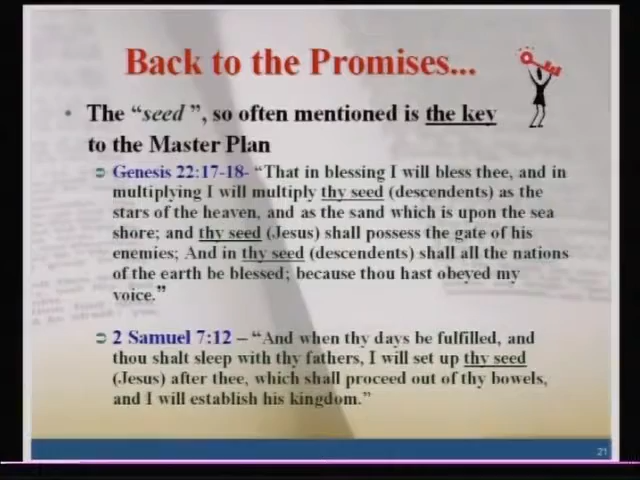 Back to the Promises...
• The “seed ”, so often mentioned is the key
to the Master Plan
Genesis 22:17-18- “That in blessing I will bless thee, and in
multiplying I will multiply thy seed (descendents) as the
stars of the heaven, and as the sand which is upon the sea
shore; and thy seed (Jesus) shall possess the gate of his
enemies; And in thy seed (descendents) shall all the nations
of the earth be blessed; because thou hast obeyed my
voice.”
2 Samuel 7:12 – “And when thy days be fulfilled, and
thou shalt sleep with thy fathers, I will set up thy seed
(Jesus) after thee, which shall proceed out of thy bowels,
and I will establish his kingdom.”
21